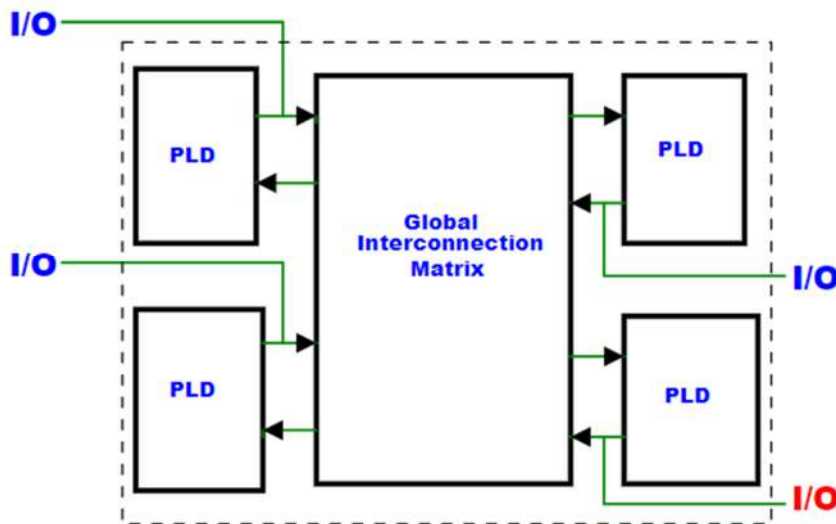 I/O
PLD
PLD
Global
Interconnection
Matrix
I/O
I/O
PLD
PLD
I/O